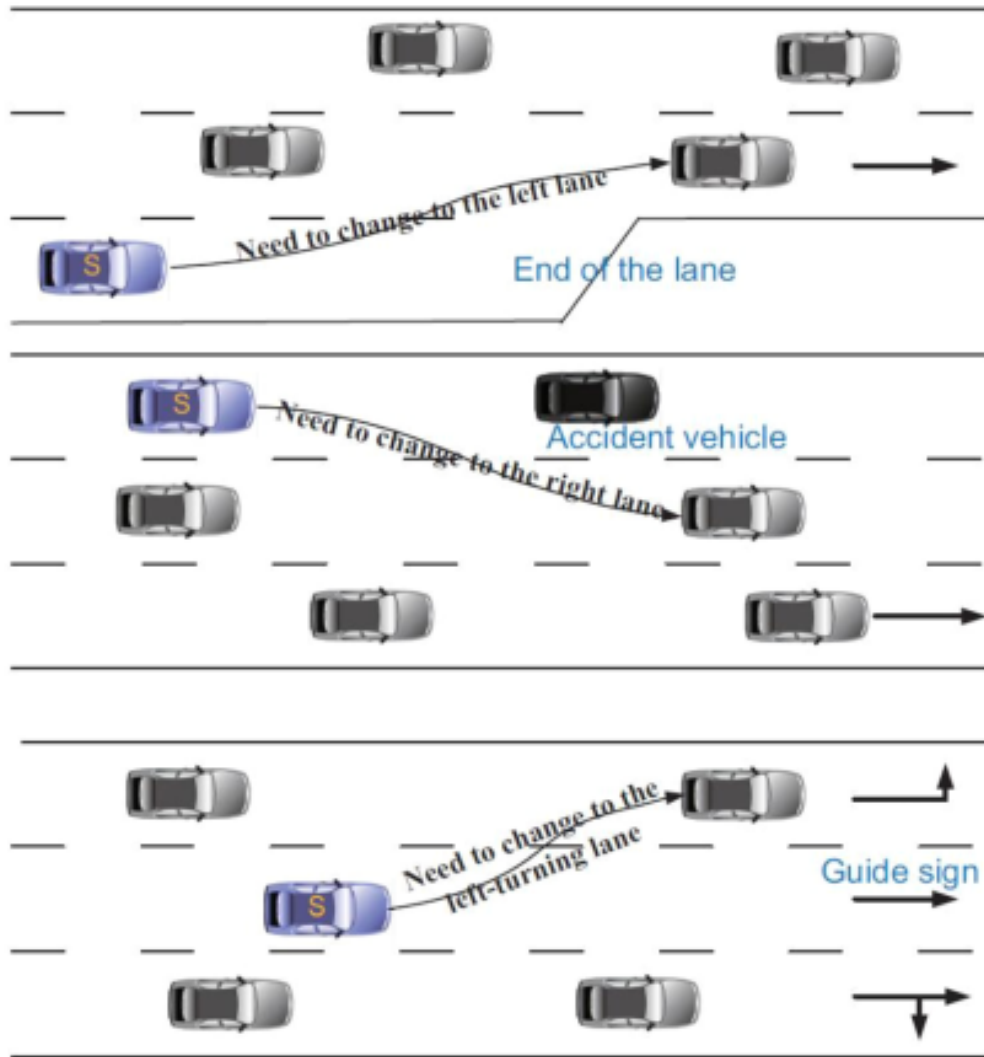 Need to change to the left lane
S
End of the lane
S
Need to change to the right lane
Accident vehicle
Need to change to the
left-turning lane
S
Guide sign